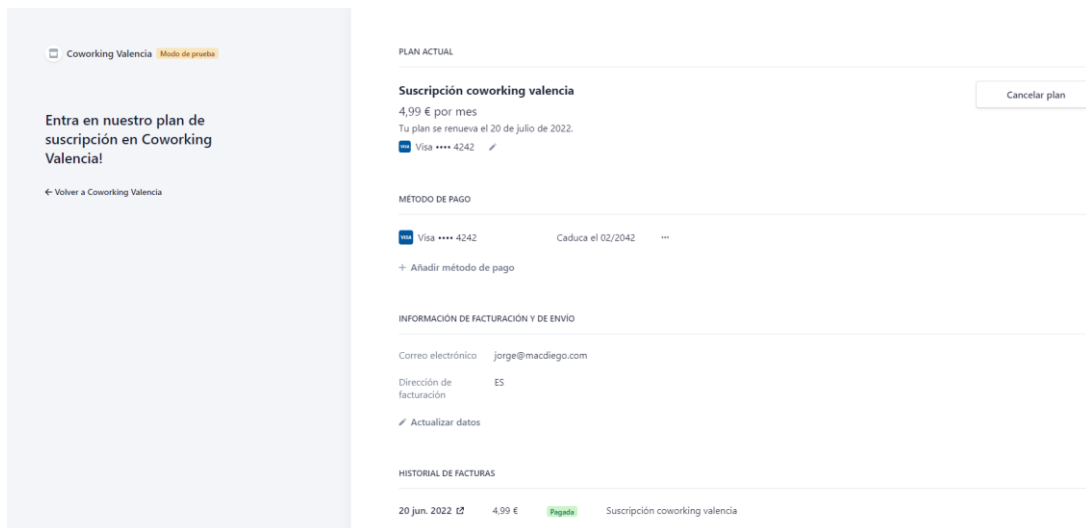 Coworking Valencia Modo de prueba
Entra en nuestro plan de
suscripción en Coworking
Valencia!
← Volver a Coworking Valencia
PLAN ACTUAL
Suscripción coworking valencia
Cancelar plan
4,99 € por mes
Tu plan se renueva el 20 de julio de 2022.
VISA Visa •••• 4242
MÉTODO DE PAGO
VISA Visa •••• 4242 Caduca el 02/2042 •••
+ Añadir método de pago
INFORMACIÓN DE FACTURACIÓN Y DE ENVÍO
Correo electrónico jorge@macdiego.com
Dirección de ES
facturación
Actualizar datos
HISTORIAL DE FACTURAS
20 jun. 2022 4,99 € Pagada Suscripción coworking valencia